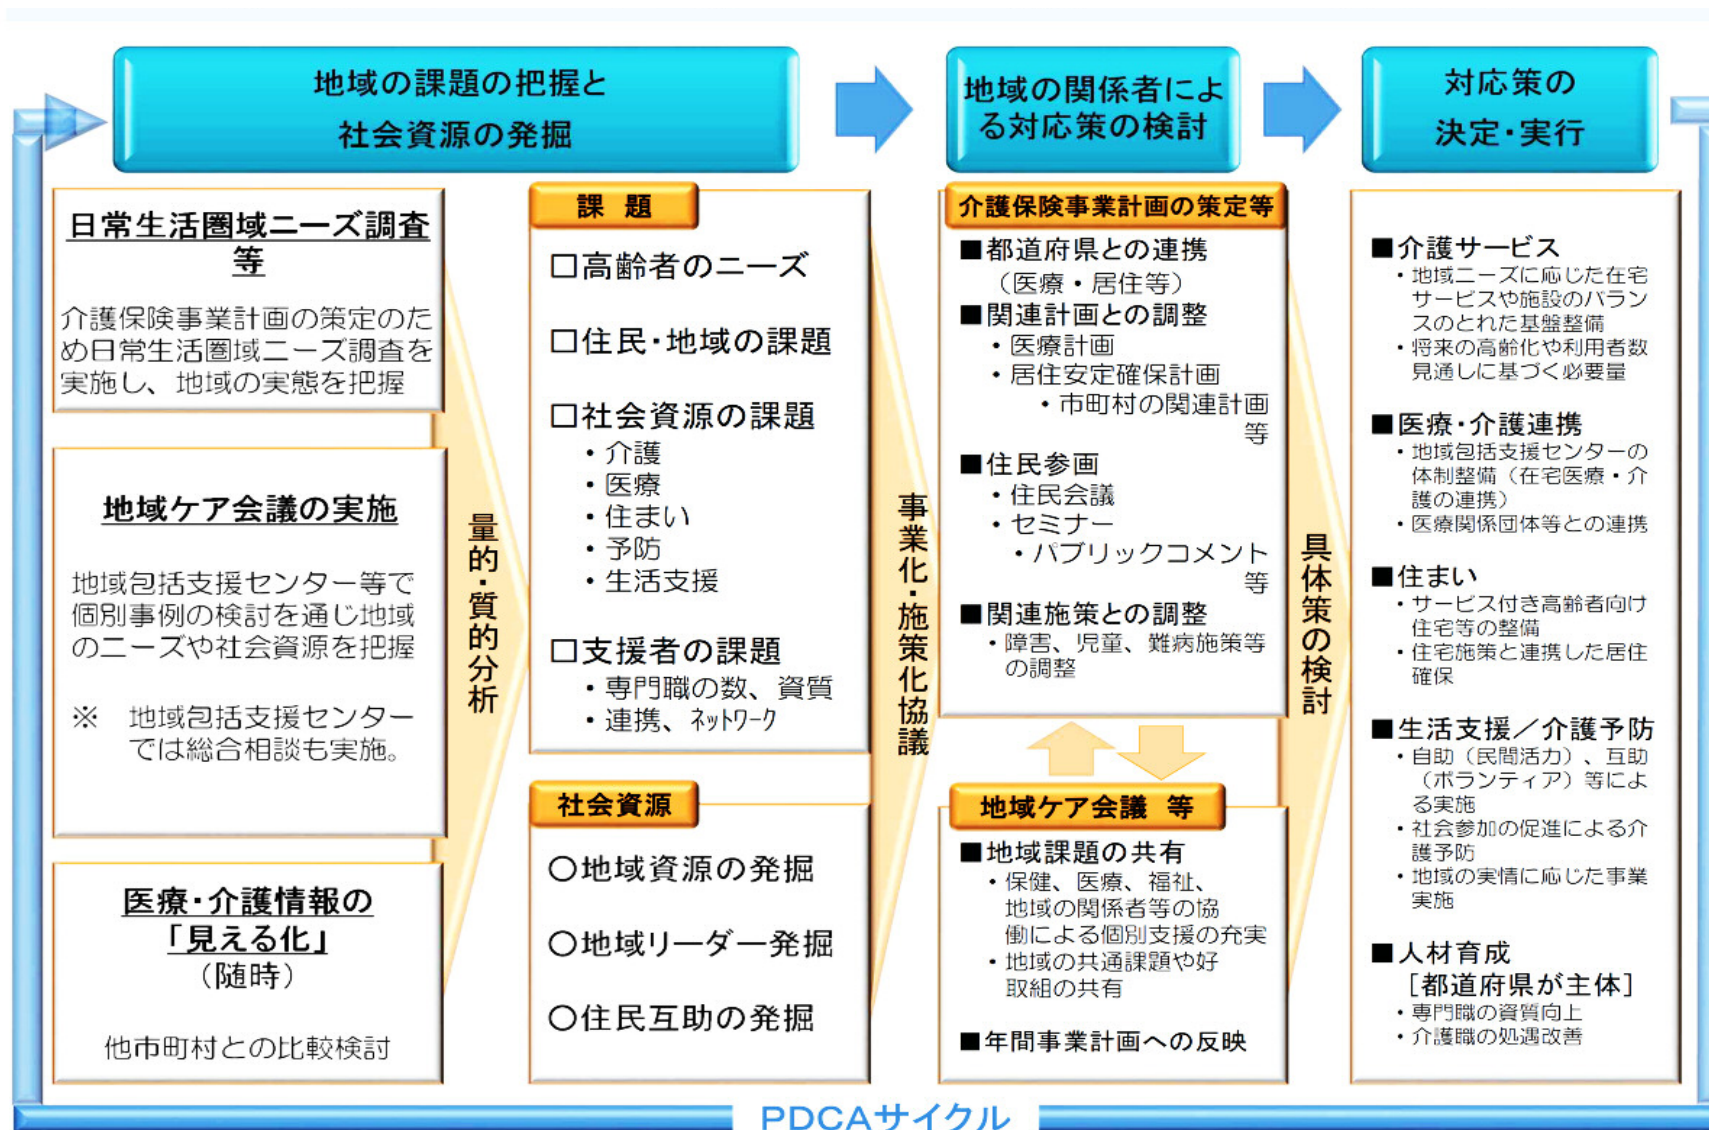 地域の課題の把握と
社会資源の発掘
地域の関係者によ
る対応策の検討
対応策の
決定・実行
日常生活圏域ニーズ調査
等
介護保険事業計画の策定のた
め日常生活圏域ニーズ調査を
実施し、地域の実態を把握
地域ケア会議の実施
地域包括支援センター等で
個別事例の検討を通じ地域
のニーズや社会資源を把握
※　地域包括支援センター
では総合相談も実施。
医療・介護情報の
「見える化」
（随時）
他市町村との比較検討
量的・質的分析
課 題
□高齢者のニーズ
□住民・地域の課題
□社会資源の課題
・介護
・医療
・住まい
・予防
・生活支援
□支援者の課題
・専門職の数、資質
・連携、ﾈｯﾄﾜｰｸ
社会資源
○地域資源の発掘
○地域リーダー発掘
○住民互助の発掘
事業化・施策化協議
介護保険事業計画の策定等
■都道府県との連携
（医療・居住等）
■関連計画との調整
・医療計画
・居住安定確保計画
・市町村の関連計画
等
■住民参画
・住民会議
・セミナー
・パブリックコメント
等
■関連施策との調整
・障害、児童、難病施策等
の調整
地域ケア会議 等
■地域課題の共有
・保健、医療、福祉、
地域の関係者等の協
働による個別支援の充実
・地域の共通課題や好
取組の共有
■年間事業計画への反映
具体策の検討
■介護サービス
・地域ニーズに応じた在宅
サービスや施設のバラン
スのとれた基盤整備
・将来の高齢化や利用者数
見通しに基づく必要量
■医療・介護連携
・地域包括支援センターの
体制整備（在宅医療・介
護の連携）
・医療関係団体等との連携
■住まい
・サービス付き高齢者向け
住宅等の整備
・住宅施策と連携した居住
確保
■生活支援／介護予防
・自助（民間活力）、互助
（ボランティア）等によ
る実施
・社会参加の促進による介
護予防
・地域の実情に応じた事業
実施
■人材育成
［都道府県が主体］
・専門職の資質向上
・介護職の処遇改善
PDCAサイクル